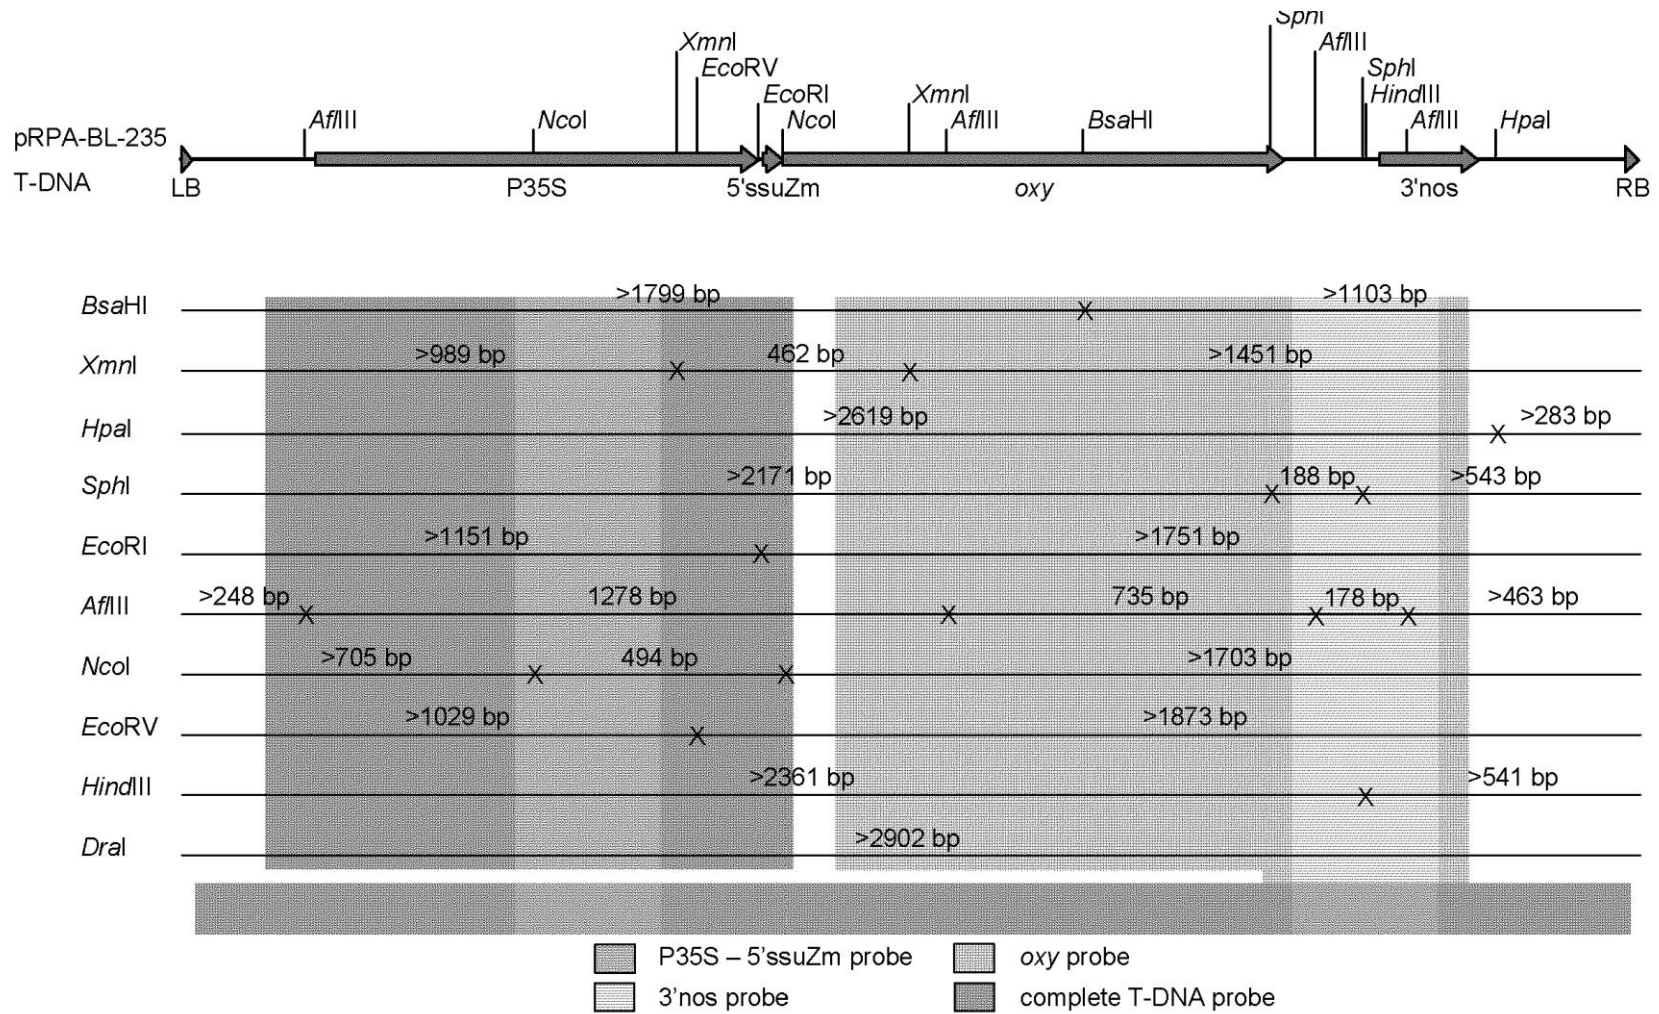 SphI
XmnI
AflIII
EcoRV
SphI
EcoRI
XmnI
HindIII
AflIII
NcoI
NcoI
AflIII
BsaHI
AflIII
HpaI
pRPA-BL-235
T-DNA
LB
P35S
5'ssuZm
oxy
3'nos
RB
BsaHI
>1799 bp
>1103 bp
XmnI
>989 bp
462 bp
>1451 bp
HpaI
>2619 bp
>283 bp
SphI
>2171 bp
188 bp
>543 bp
EcoRI
>1151 bp
>1751 bp
AflIII
>248 bp
1278 bp
735 bp
178 bp
>463 bp
NcoI
>705 bp
494 bp
>1703 bp
EcoRV
>1029 bp
>1873 bp
HindIII
>2361 bp
>541 bp
DraI
>2902 bp
P35S – 5'ssuZm probe
oxy probe
3'nos probe
complete T-DNA probe